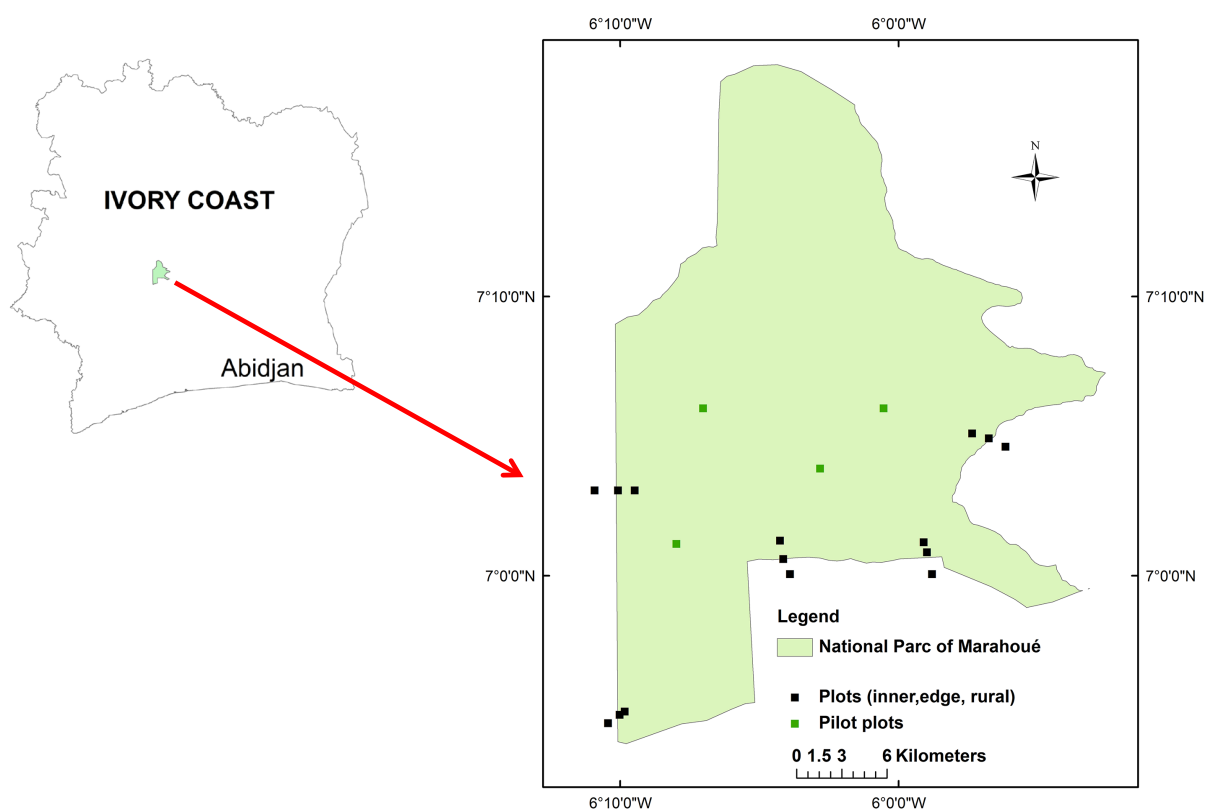 6°10'0"W 6°0'0"W
N
IVORY COAST
7°10'0"N 7°10'0"N
Abidjan
7°0'0"N 7°0'0"N
Legend
National Parc of Marahoué
Plots (inner,edge, rural)
Pilot plots
0 1.5 3 6 Kilometers
6°10'0"W 6°0'0"W